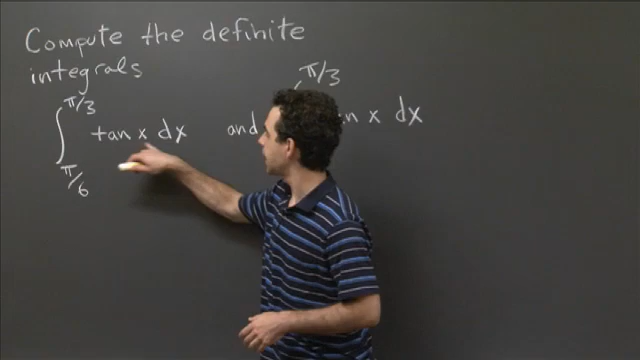 Compute the definite
integrals
∫ π/3 π/6 tan x dx and π/3 x dx